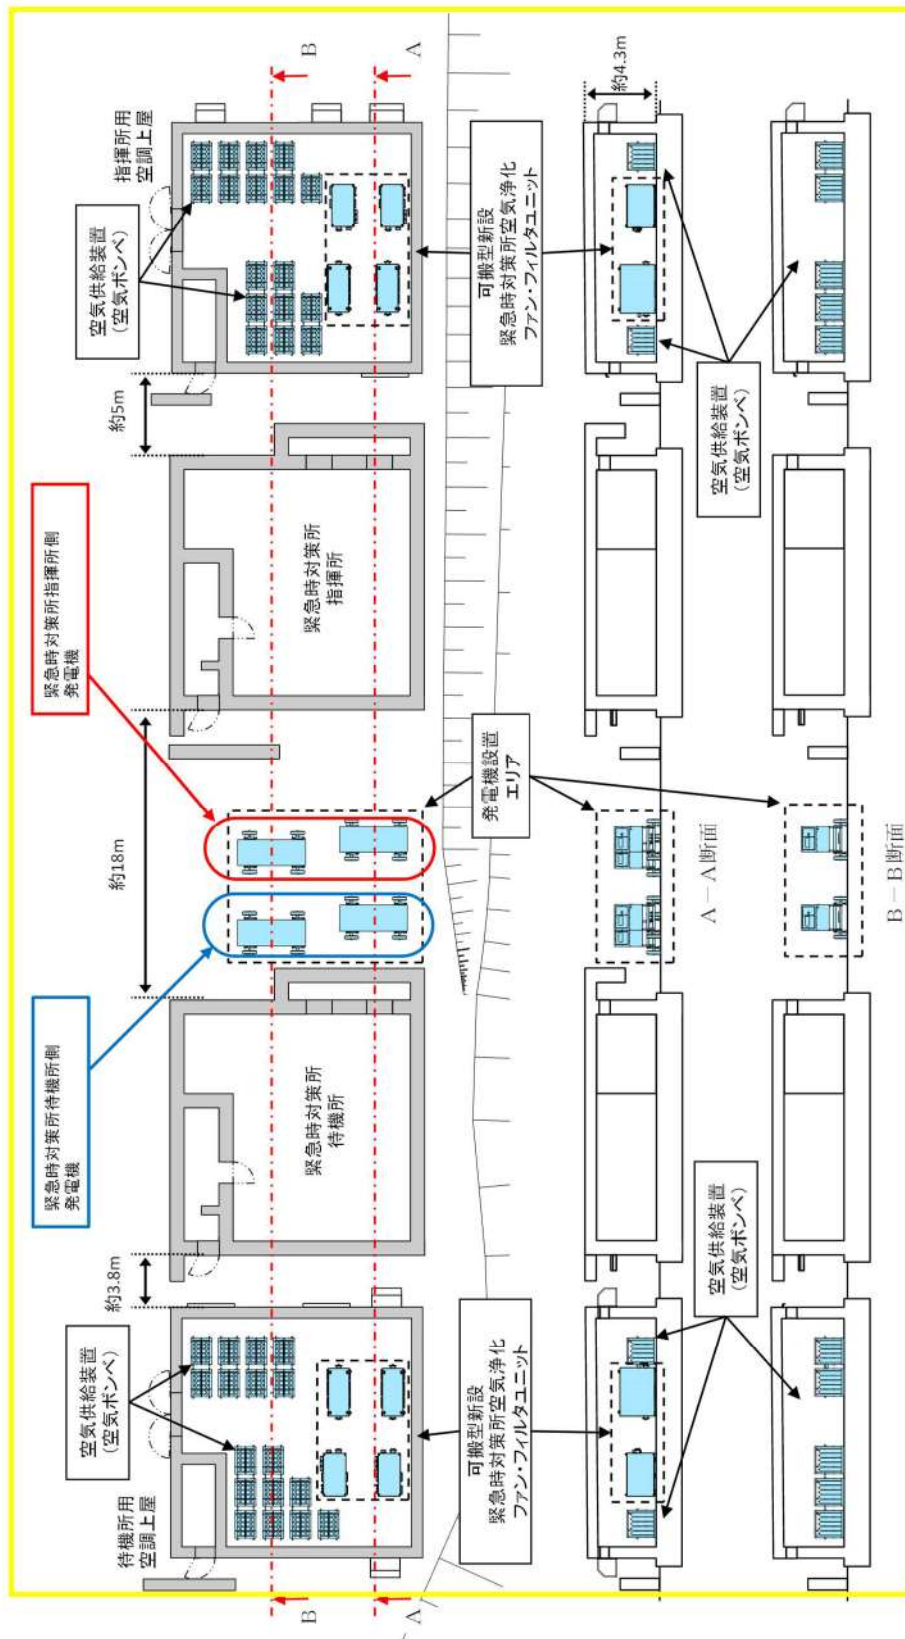 緊急時対策所待機所側
発電機
緊急時対策所指揮所側
発電機
約3.8m
約18m
約5m
待機所用
空調上屋
空気供給装置
(空気ボンベ)
空気供給装置
(空気ボンベ)
指揮所用
空調上屋
B
B
緊急時対策所
待機所
緊急時対策所
指揮所
A
A
可搬型新設
緊急時対策所空気浄化
ファン・フィルタユニット
発電機設置
エリア
可搬型新設
緊急時対策所空気浄化
ファン・フィルタユニット
約4.3m
A－A断面
空気供給装置
(空気ボンベ)
空気供給装置
(空気ボンベ)
B－B断面